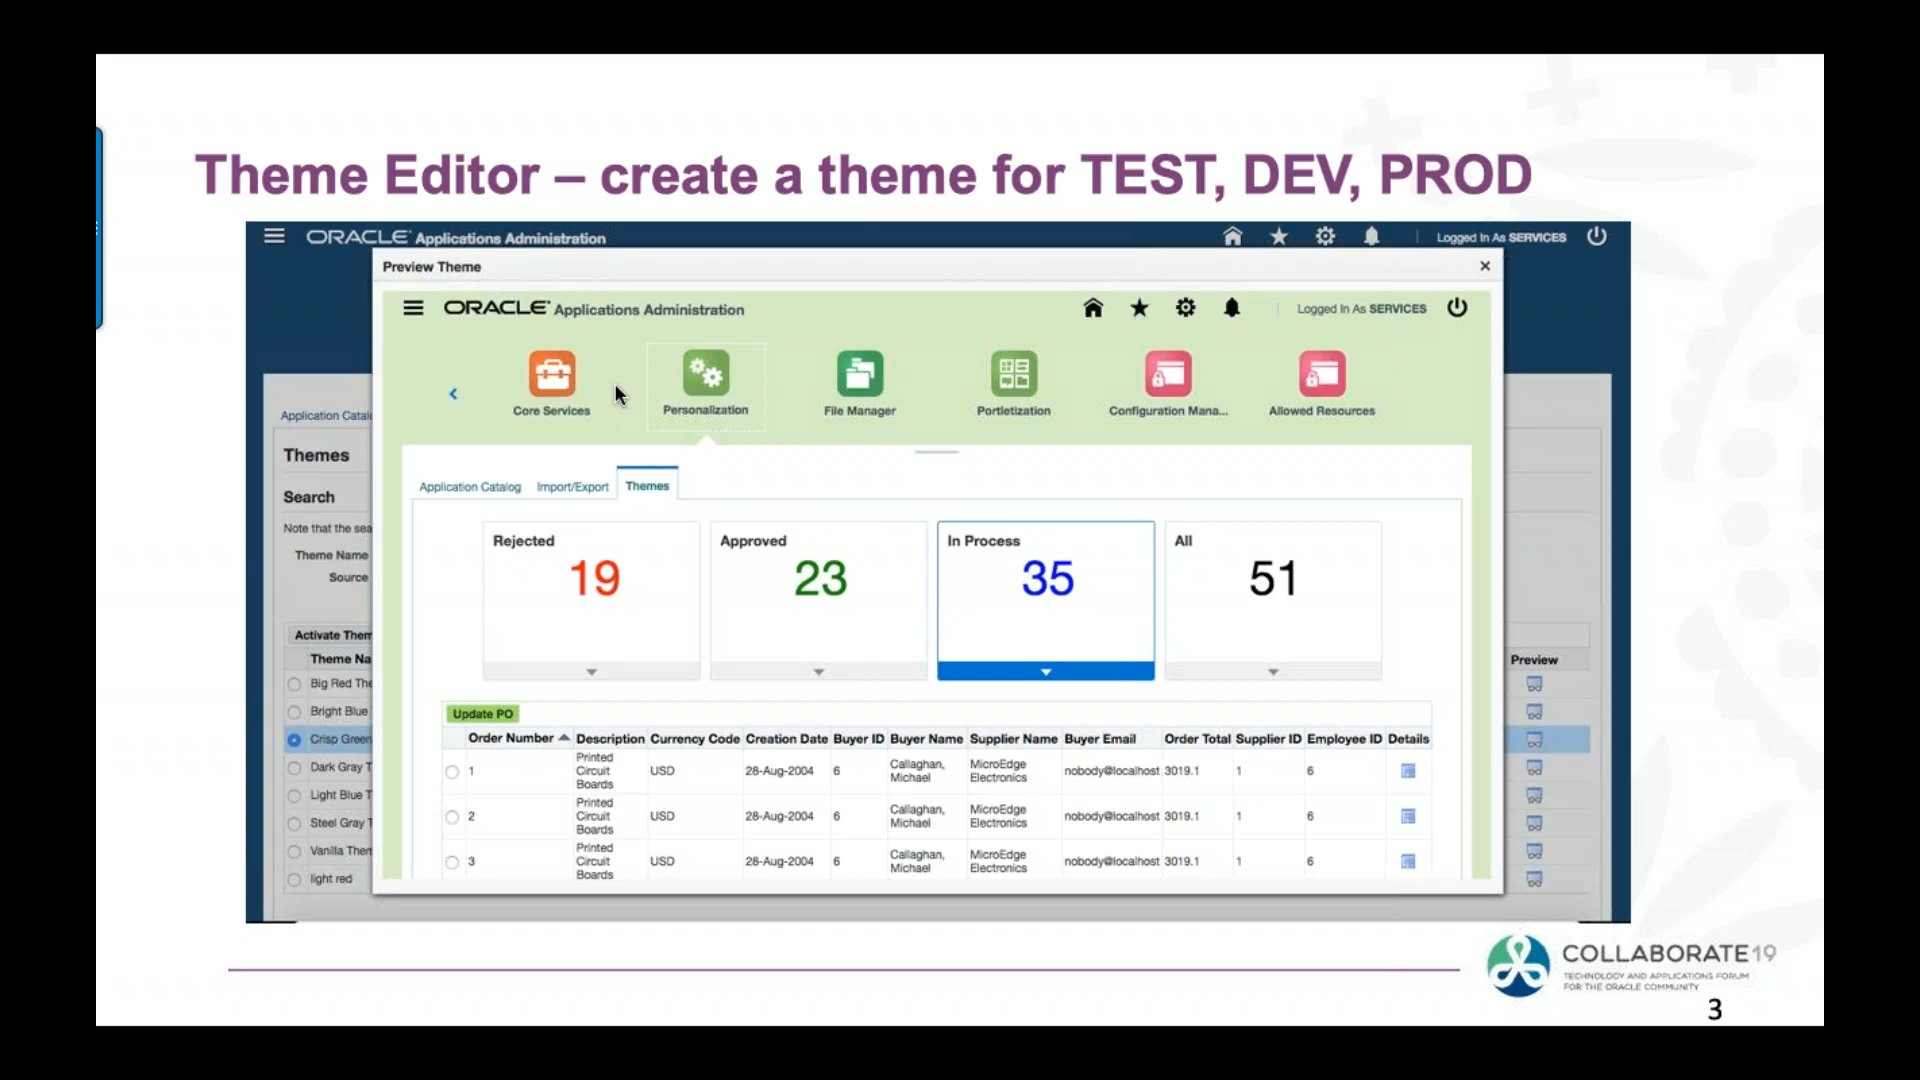 Theme Editor – create a theme for TEST, DEV, PROD
ORACLE® Applications Administration
Logged In As SERVICES
Preview Theme
ORACLE® Applications Administration
Logged In As SERVICES
Core Services
Personalization
File Manager
Portletization
Configuration Mana...
Allowed Resources
Application Catalog Import/Export Themes
Rejected
19
Approved
23
In Process
35
All
51
Update PO
Order Number Description Currency Code Creation Date Buyer ID Buyer Name Supplier Name Buyer Email Order Total Supplier ID Employee ID Details
1 Printed Circuit Boards USD 28-Aug-2004 6 Callaghan, Michael MicroEdge Electronics nobody@localhost 3019.1 1 6
2 Printed Circuit Boards USD 28-Aug-2004 6 Callaghan, Michael MicroEdge Electronics nobody@localhost 3019.1 1 6
3 Printed Circuit Boards USD 28-Aug-2004 6 Callaghan, Michael MicroEdge Electronics nobody@localhost 3019.1 1 6
Application
Themes
Search
Note that the
Theme Name
Source
Activate
Theme
Preview
Big Red
Bright Blue
Crisp Green
Dark Gray
Light Blue
Steel Gray
Vanilla
light red
COLLABORATE19
TECHNOLOGY AND APPLICATIONS FORUM
FOR THE ORACLE COMMUNITY
3